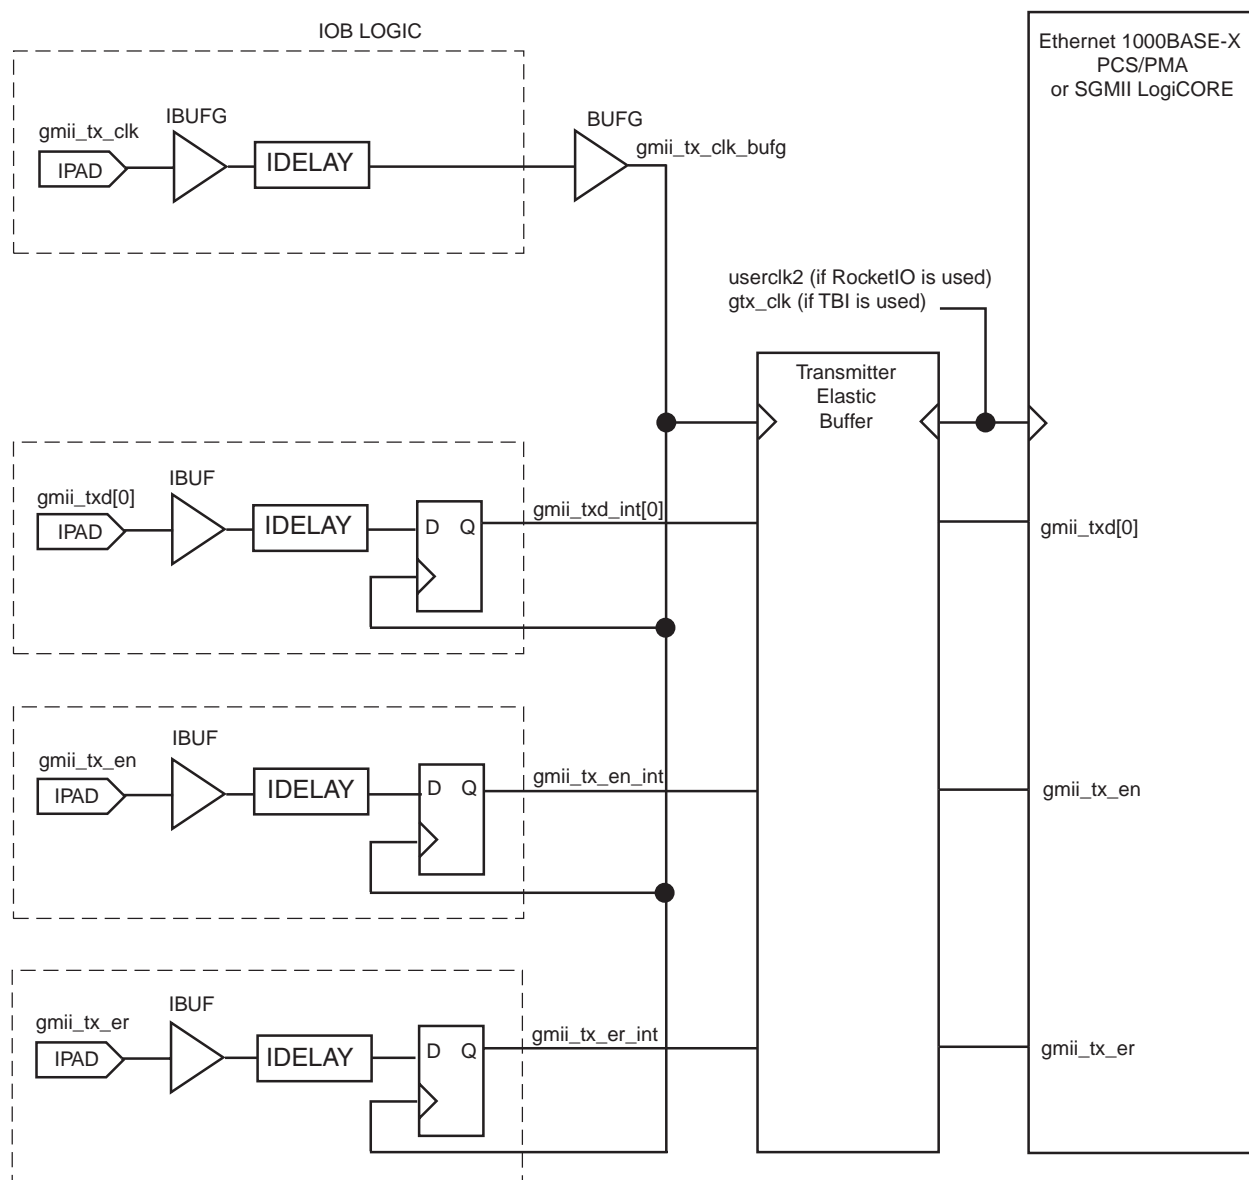 IOB LOGIC
Ethernet 1000BASE-X
PCS/PMA
or SGMII LogiCORE
gmii_tx_clk
IBUFG
BUFG
gmii_tx_clk_bufg
IPAD
IDELAY
userclk2 (if RocketIO is used)
gtx_clk (if TBI is used)
Transmitter
Elastic
Buffer
gmii_txd[0]
IBUF
IPAD
IDELAY
D Q
gmii_txd_int[0]
gmii_txd[0]
gmii_tx_en
IBUF
IPAD
IDELAY
D Q
gmii_tx_en_int
gmii_tx_en
gmii_tx_er
IBUF
IPAD
IDELAY
D Q
gmii_tx_er_int
gmii_tx_er